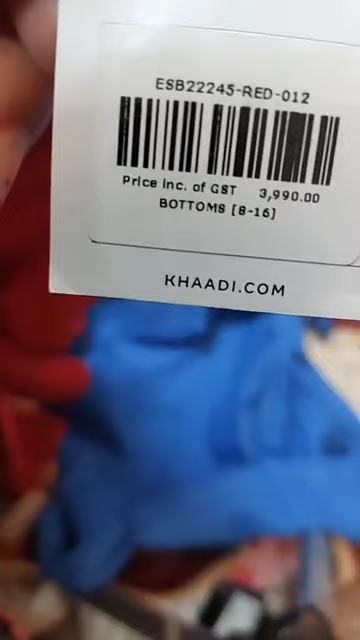 ESB22245-RED-012
Price Inc. of GST 3,990.00
BOTTOMS [8-16]
KHAADI.COM